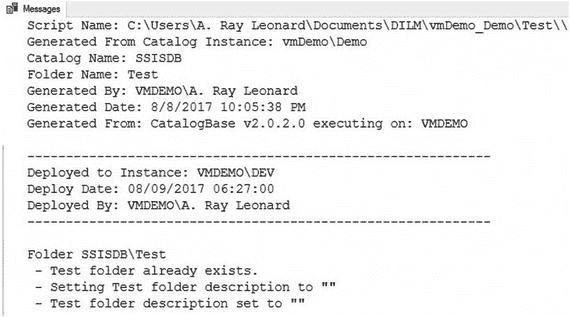 Messages
Script Name: C:\Users\A. Ray Leonard\Documents\DILM\vmDemo_Demo\Test\\
Generated From Catalog Instance: vmDemo\Demo
Catalog Name: SSISDB
Folder Name: Test
Generated By: VMDEMO\A. Ray Leonard
Generated Date: 8/8/2017 10:05:38 PM
Generated From: CatalogBase v2.0.2.0 executing on: VMDEMO
--------------------------------------------------------------
Deployed to Instance: VMDEMO\DEV
Deploy Date: 08/09/2017 06:27:00
Deployed By: VMDEMO\A. Ray Leonard
--------------------------------------------------------------
Folder SSISDB\Test
- Test folder already exists.
- Setting Test folder description to ""
- Test folder description set to ""